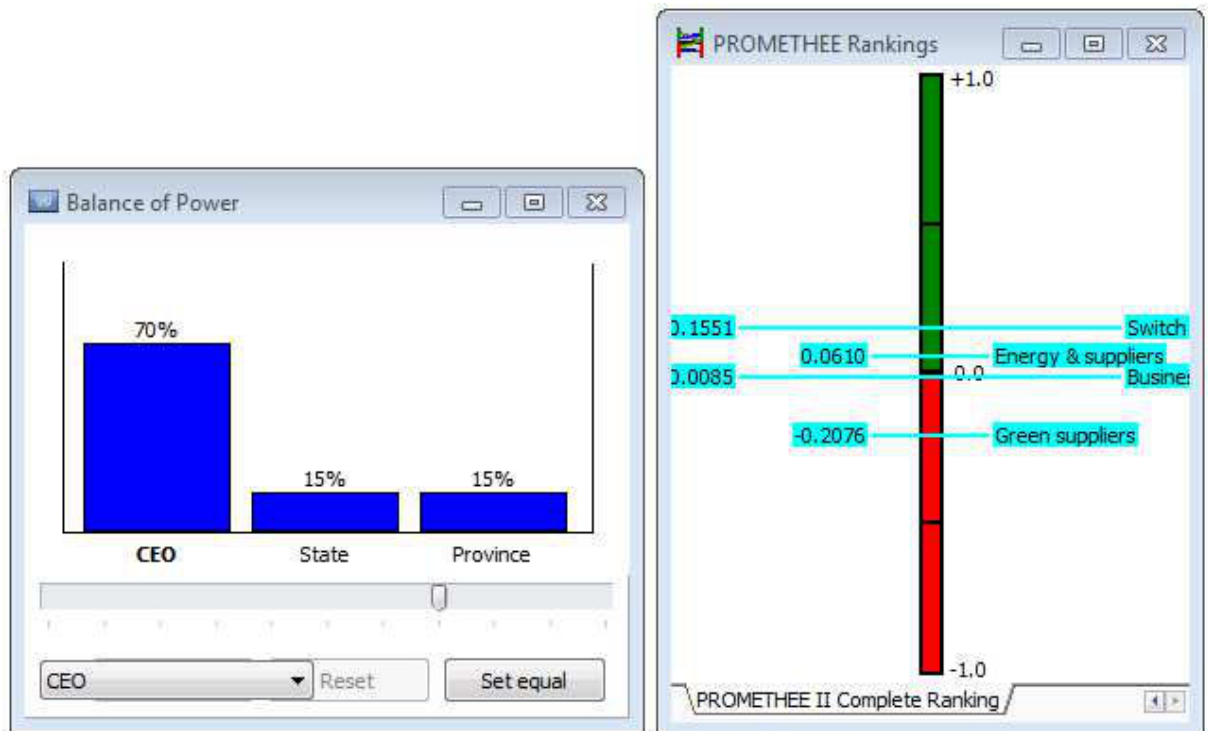 Balance of Power
70%
15%
15%
CEO
State
Province
CEO
Reset
Set equal
PROMETHEE Rankings
+1.0
0.1551
Switch
0.0610
Energy & suppliers
0.0
0.0085
Busines
-0.2076
Green suppliers
-1.0
PROMETHEE II Complete Ranking